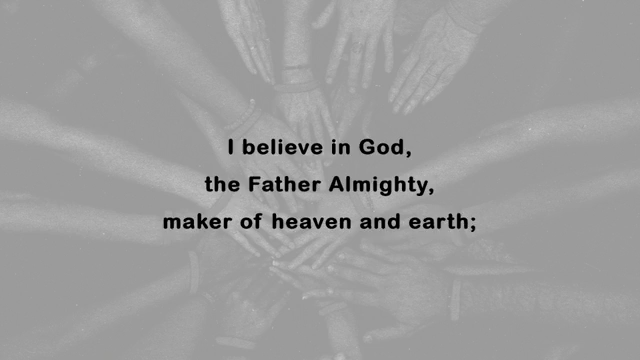 I believe in God,
the Father Almighty,
maker of heaven and earth;